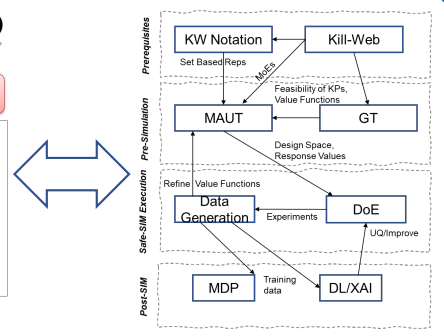 Prerequisites
KW Notation
Kill-Web
Set Based Reps
MoEs
Pre-Simulation
Feasibility of KPs,
Value Functions
MAUT
GT
Design Space,
Response Values
Safe-SIM Execution
Refine Value Functions
Data
Generation
Experiments
DoE
UQ/Improve
Post-SIM
MDP
Training
data
DL/XAI